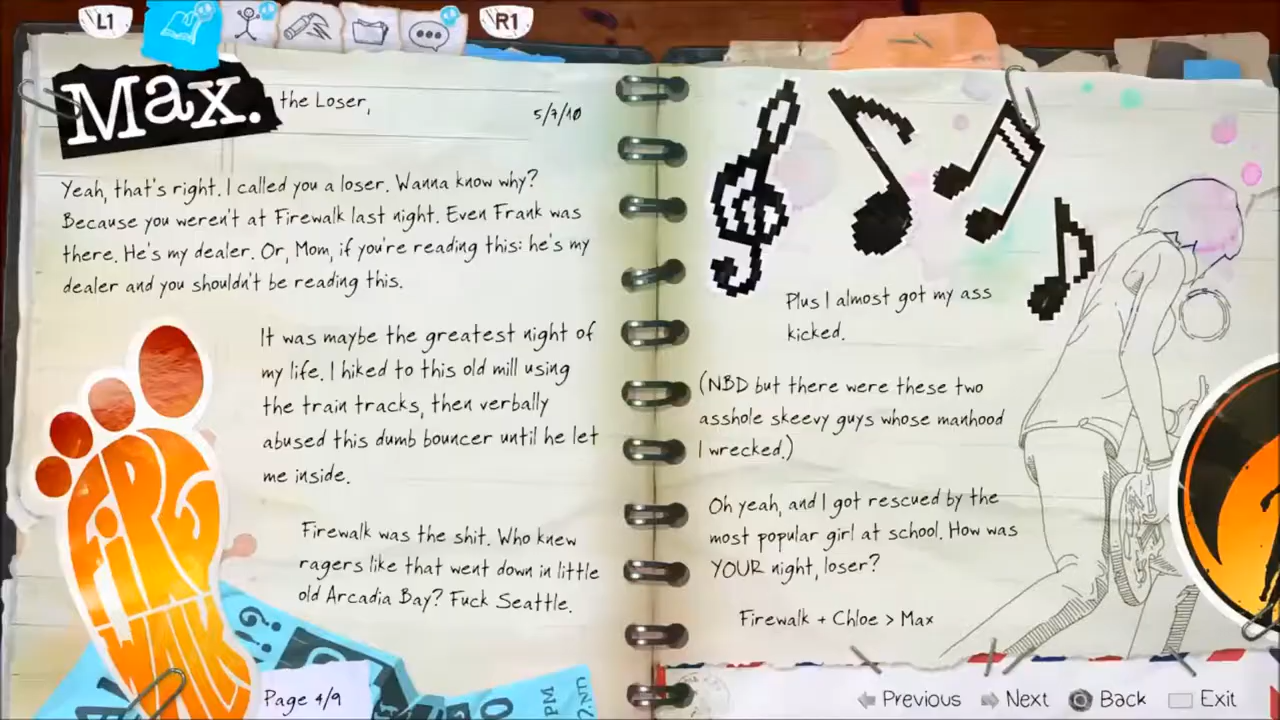 L1
R1
Max.
the Loser,
5/7/10
Yeah, that's right. I called you a loser. Wanna know why?
Because you weren't at Firewalk last night. Even Frank was
there. He's my dealer. Or, Mom, if you're reading this: he's my
dealer and you shouldn't be reading this.
It was maybe the greatest night of
my life. I hiked to this old mill using
the train tracks, then verbally
abused this dumb bouncer until he let
me inside.
Firewalk was the shit. Who knew
ragers like that went down in little
old Arcadia Bay? Fuck Seattle.
FIRE
WALK
PM
Page 4/9
Plus I almost got my ass
kicked.
(NBD but there were these two
asshole skeevy guys whose manhood
I wrecked.)
Oh yeah, and I got rescued by the
most popular girl at school. How was
YOUR night, loser?
Firewalk + Chloe > Max
Previous
Next
Back
Exit